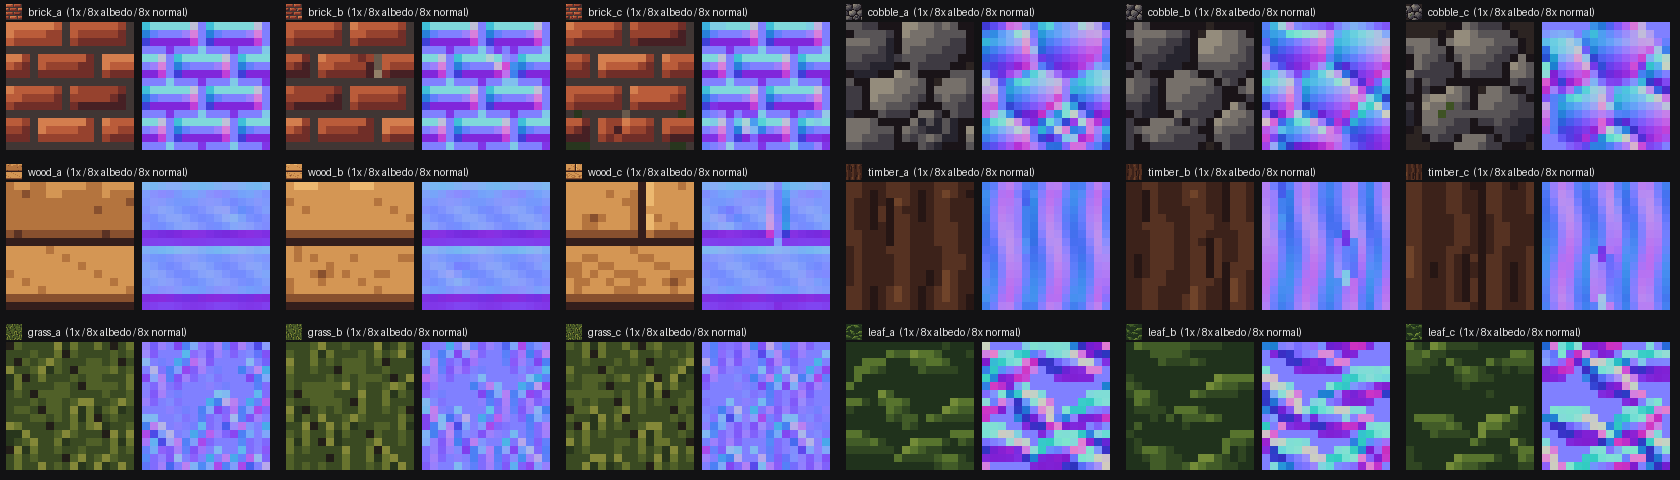 brick_a (1x/8x albedo/8x normal)
brick_b (1x/8x albedo/8x normal)
brick_c (1x/8x albedo/8x normal)
cobble_a (1x/8x albedo/8x normal)
cobble_b (1x/8x albedo/8x normal)
cobble_c (1x/8x albedo/8x normal)
wood_a (1x/8x albedo/8x normal)
wood_b (1x/8x albedo/8x normal)
wood_c (1x/8x albedo/8x normal)
timber_a (1x/8x albedo/8x normal)
timber_b (1x/8x albedo/8x normal)
timber_c (1x/8x albedo/8x normal)
grass_a (1x/8x albedo/8x normal)
grass_b (1x/8x albedo/8x normal)
grass_c (1x/8x albedo/8x normal)
leaf_a (1x/8x albedo/8x normal)
leaf_b (1x/8x albedo/8x normal)
leaf_c (1x/8x albedo/8x normal)